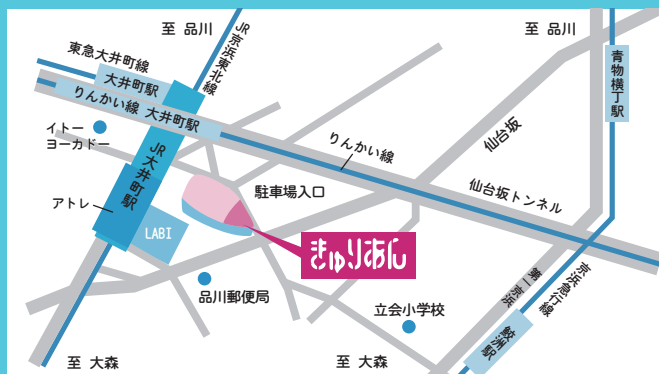 至 品川
JR京浜東北線
至 品川
東急大井町線
大井町駅
りんかい線 大井町駅
青物横丁駅
イトー
ヨーカドー
仙台坂
りんかい線
JR大井町駅
駐車場入口
仙台坂トンネル
アトレ
LABI
きゅりあん
品川郵便局
第一京浜
京浜急行線
立会小学校
鮫洲駅
至 大森
至 大森